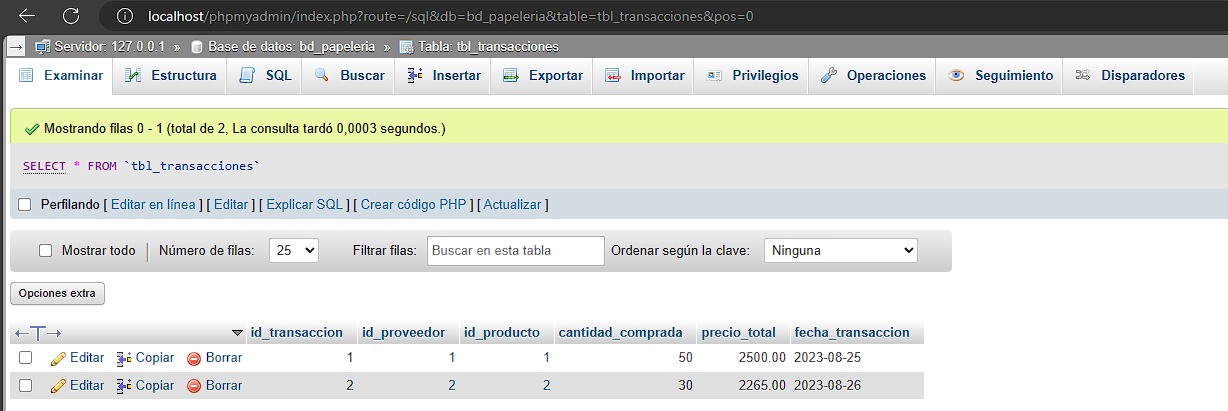 localhost/phpmyadmin/index.php?route=/sql&db=bd_papeleria&table=tbl_transacciones&pos=0
Servidor: 127.0.0.1 » Base de datos: bd_papeleria » Tabla: tbl_transacciones
Examinar Estructura SQL Buscar Insertar Exportar Importar Privilegios Operaciones Seguimiento Disparadores
Mostrando filas 0 - 1 (total de 2, La consulta tardó 0,0003 segundos.)
SELECT * FROM `tbl_transacciones`
Perfilando [ Editar en línea ] [ Editar ] [ Explicar SQL ] [ Crear código PHP ] [ Actualizar ]
Mostrar todo Número de filas: 25 Filtrar filas: Buscar en esta tabla Ordenar según la clave: Ninguna
Opciones extra
id_transaccion id_proveedor id_producto cantidad_comprada precio_total fecha_transaccion
Editar Copiar Borrar 1 1 1 50 2500.00 2023-08-25
Editar Copiar Borrar 2 2 2 30 2265.00 2023-08-26